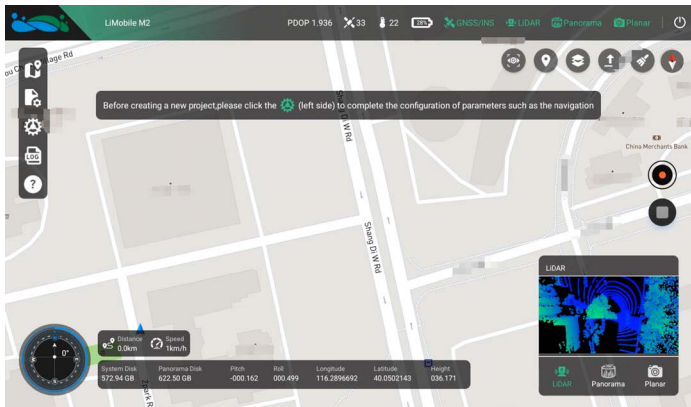 LiMobile M2
PDOP 1.936
33
22
28%
GNSS/INS
LiDAR
Panorama
Planar
age Rd
Before creating a new project,please click the (left side) to complete the configuration of parameters such as the navigation
Shang Di W Rd
China Merchants Bank
LOG
?
Shang Di W Rd
LiDAR
0°
Distance
0.0km
Speed
1km/h
System Disk
572.94 GB
Panorama Disk
622.50 GB
Pitch
-000.162
Roll
000.499
Longitude
116.2896692
Latitude
40.0502143
Height
036.171
LiDAR
Panorama
Planar
Zpark R